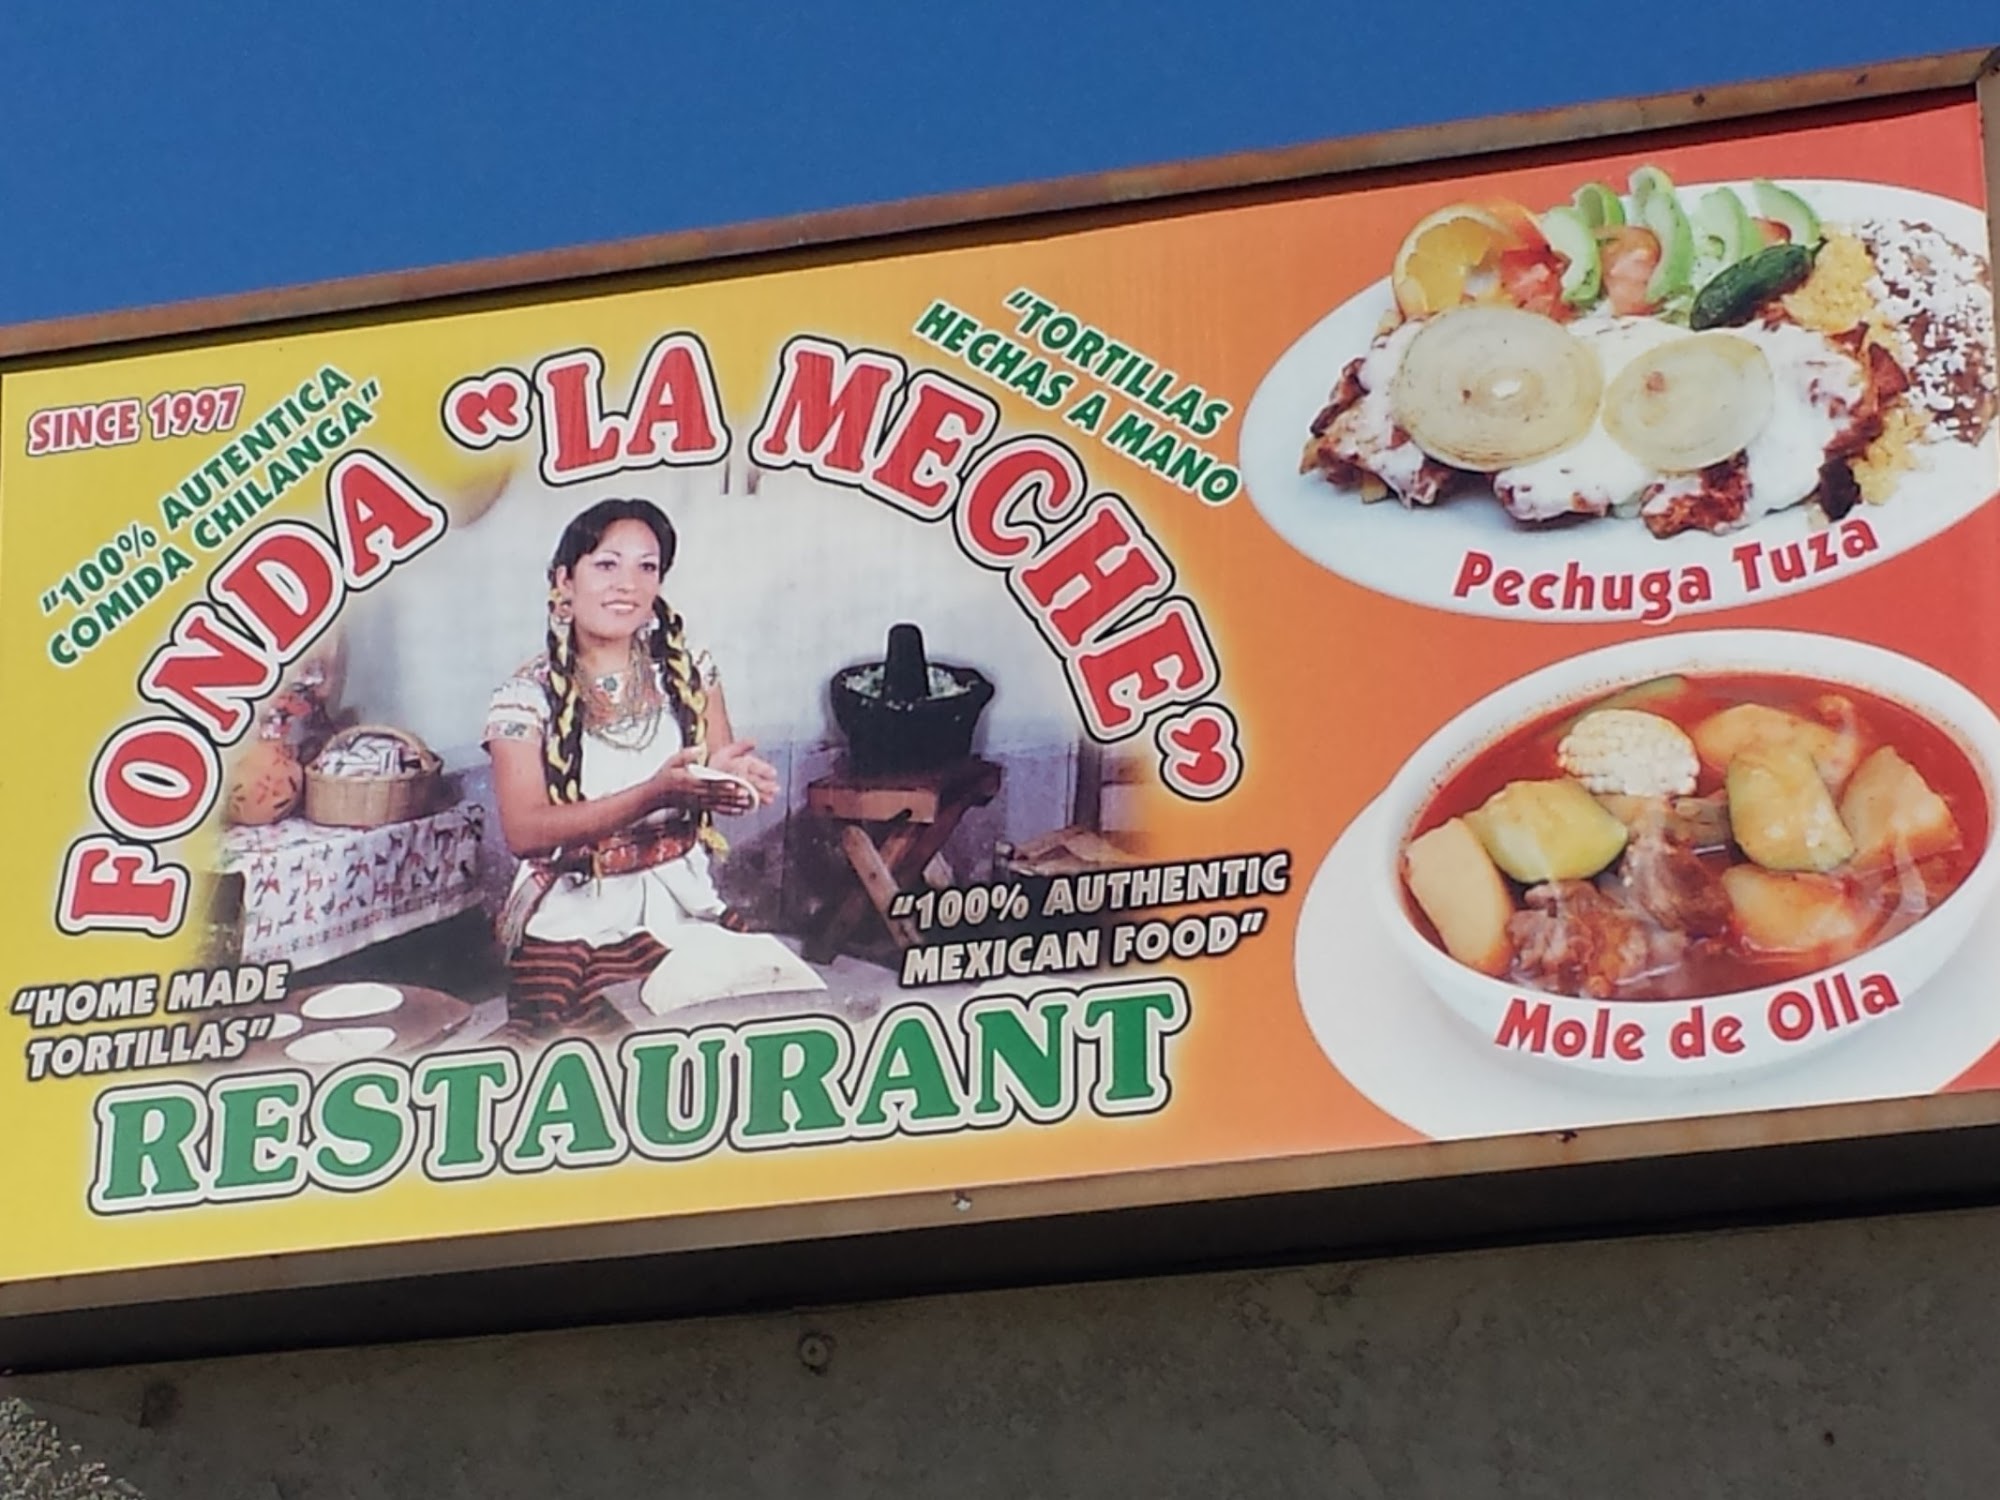 SINCE 1997
"100% AUTENTICA
COMIDA CHILANGA"
FONDA "LA MECHE"
"TORTILLAS
HECHAS A MANO
"HOME MADE
TORTILLAS"
"100% AUTHENTIC
MEXICAN FOOD"
RESTAURANT
Pechuga Tuza
Mole de Olla